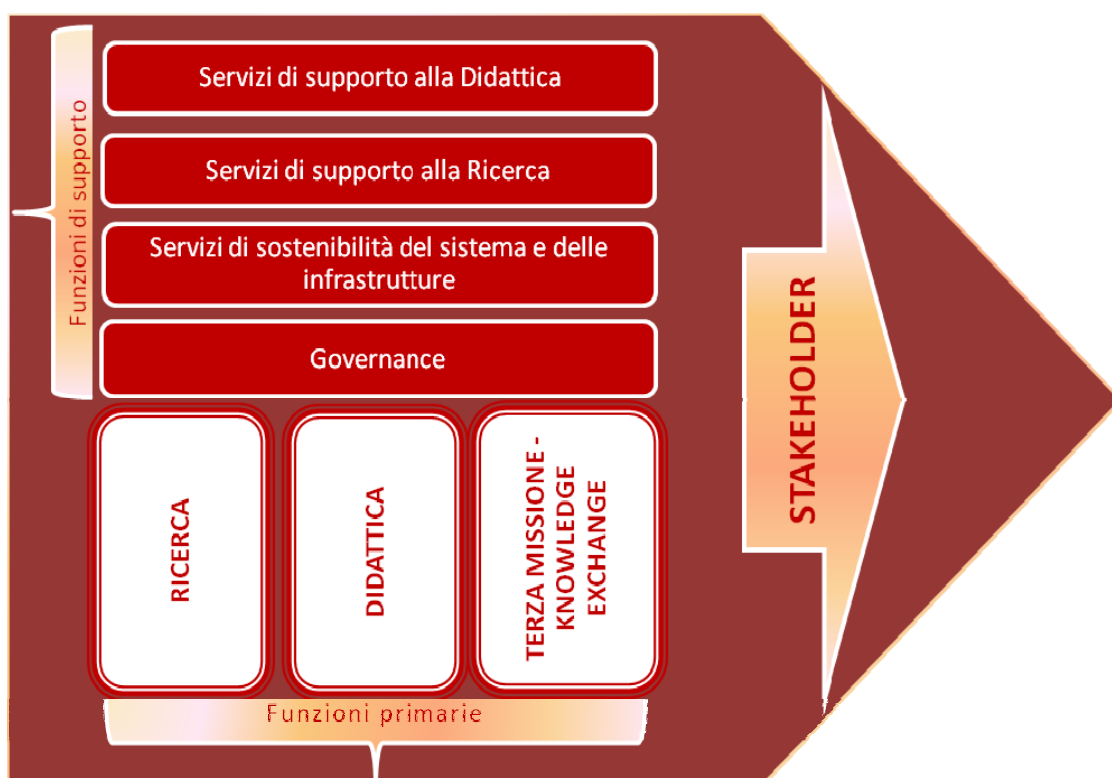 Funzioni di supporto
Servizi di supporto alla Didattica
Servizi di supporto alla Ricerca
Servizi di sostenibilità del sistema e delle
infrastrutture
Governance
RICERCA
DIDATTICA
TERZA MISSIONE -
KNOWLEDGE
EXCHANGE
Funzioni primarie
STAKEHOLDER